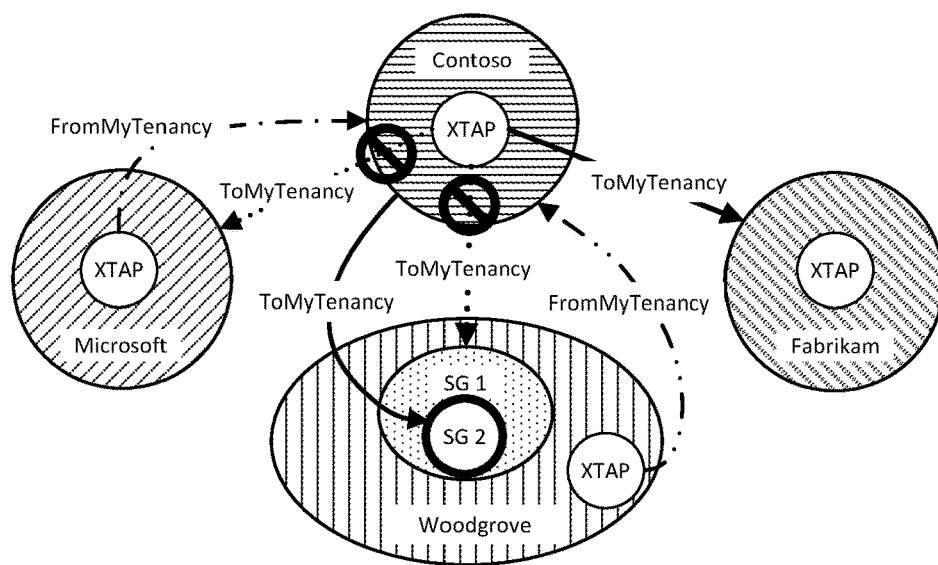 Contoso
XTAP
FromMyTenancy
ToMyTenancy
ToMyTenancy
XTAP
Microsoft
ToMyTenancy
ToMyTenancy
FromMyTenancy
XTAP
Fabrikam
SG 1
SG 2
XTAP
Woodgrove